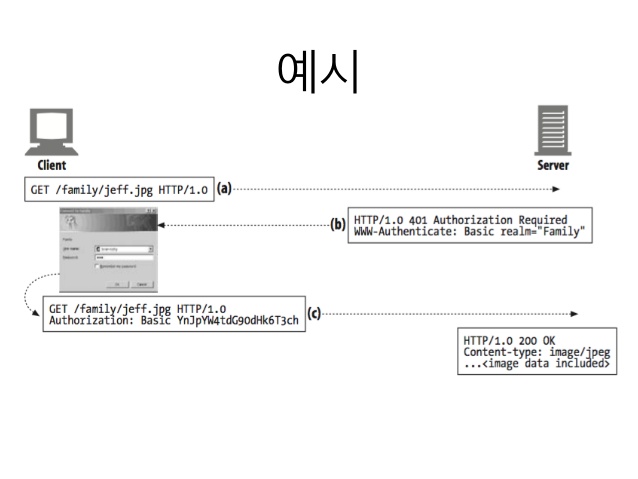 예시
Client
Server
GET /family/jeff.jpg HTTP/1.0
(a)
(b)
HTTP/1.0 401 Authorization Required
WWW-Authenticate: Basic realm="Family"
GET /family/jeff.jpg HTTP/1.0
Authorization: Basic YnJpYW4tdG90dHk6T3ch
(c)
HTTP/1.0 200 OK
Content-type: image/jpeg
...<image data included>